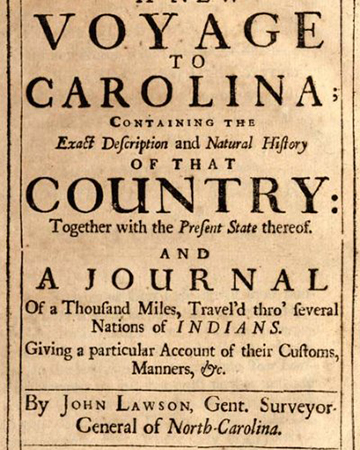 A NEW
VOYAGE
TO
CAROLINA;
CONTAINING THE
Exact Deſcription and Natural Hiſtory
OF THAT
COUNTRY:
Together with the Preſent State thereof.
AND
A JOURNAL
Of a Thouſand Miles, Travel'd thro' ſeveral
Nations of INDIANS.
Giving a particular Account of their Cuſtoms,
Manners, &c.
By JOHN LAWSON, Gent. Surveyor-
General of North-Carolina.